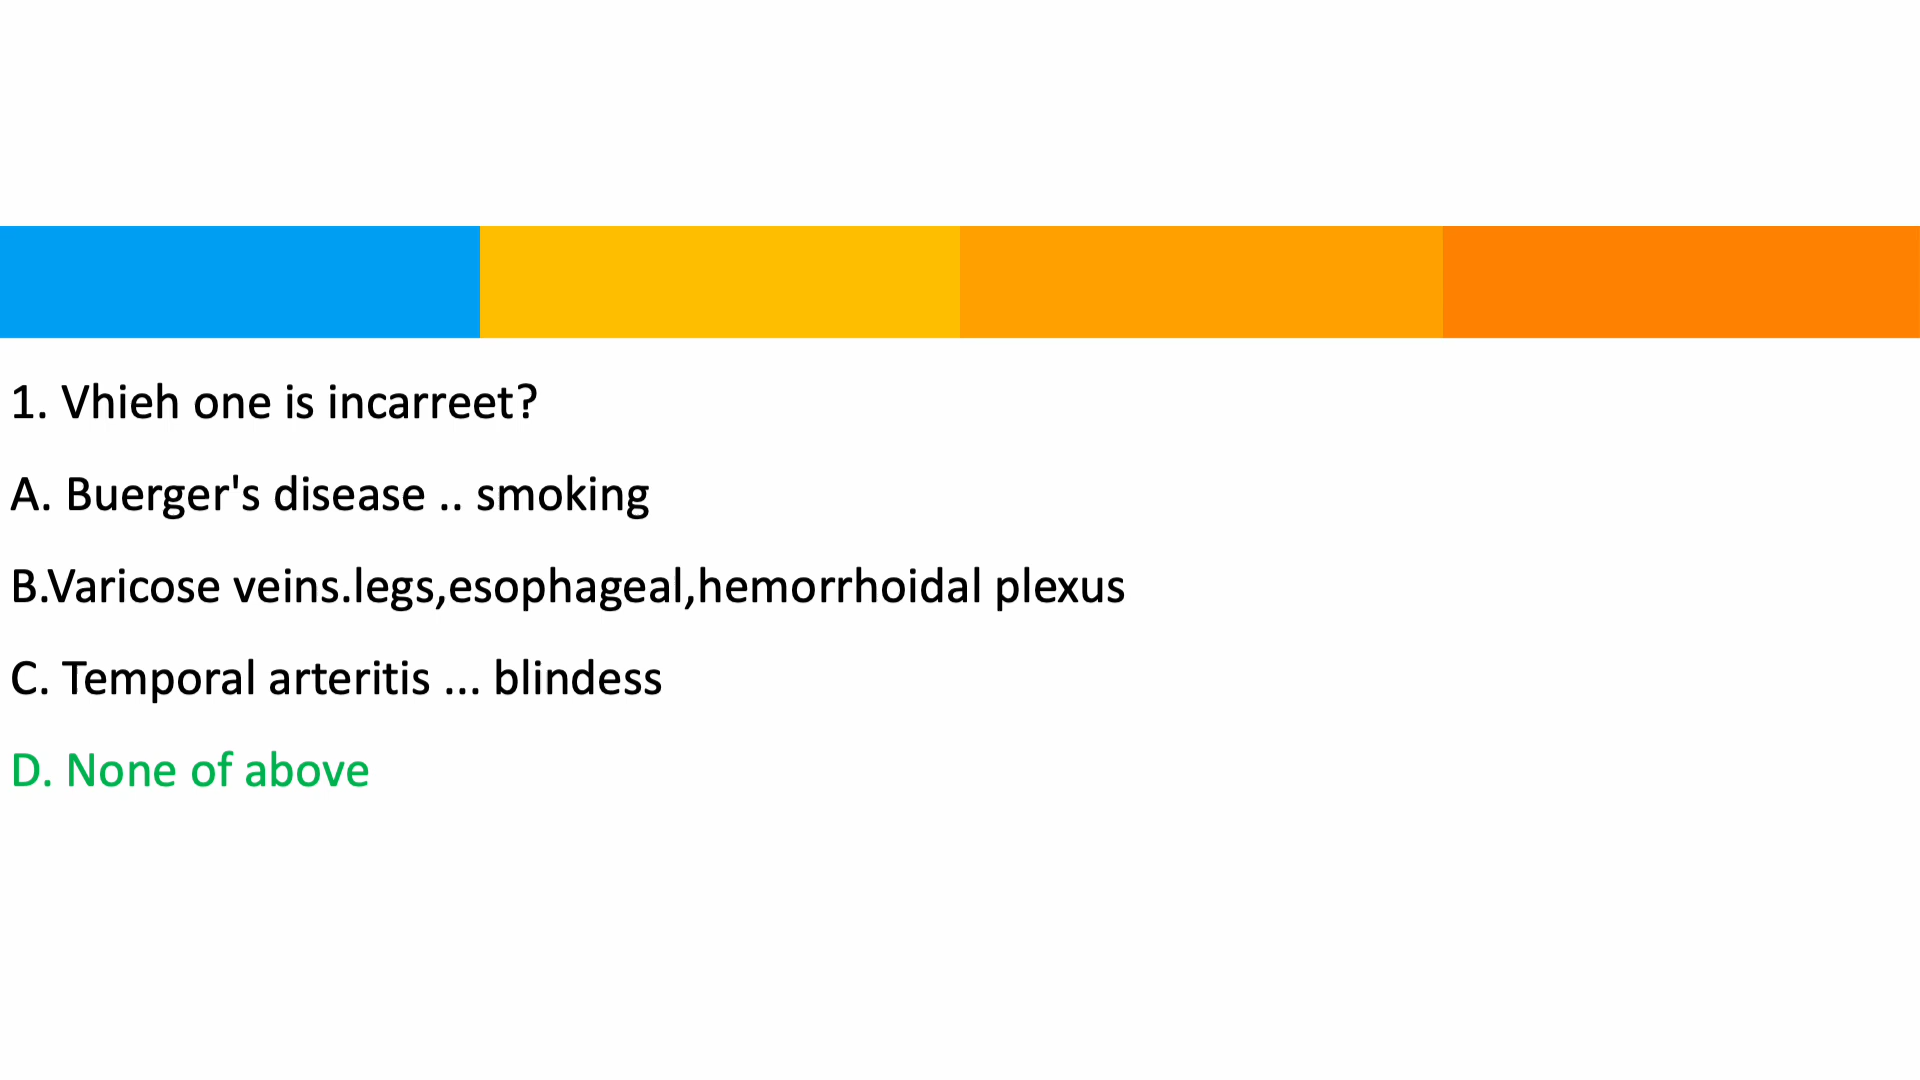 1. Vhieh one is incarreet?
A. Buerger's disease .. smoking
B.Varicose veins.legs,esophageal,hemorrhoidal plexus
C. Temporal arteritis ... blindess
D. None of above